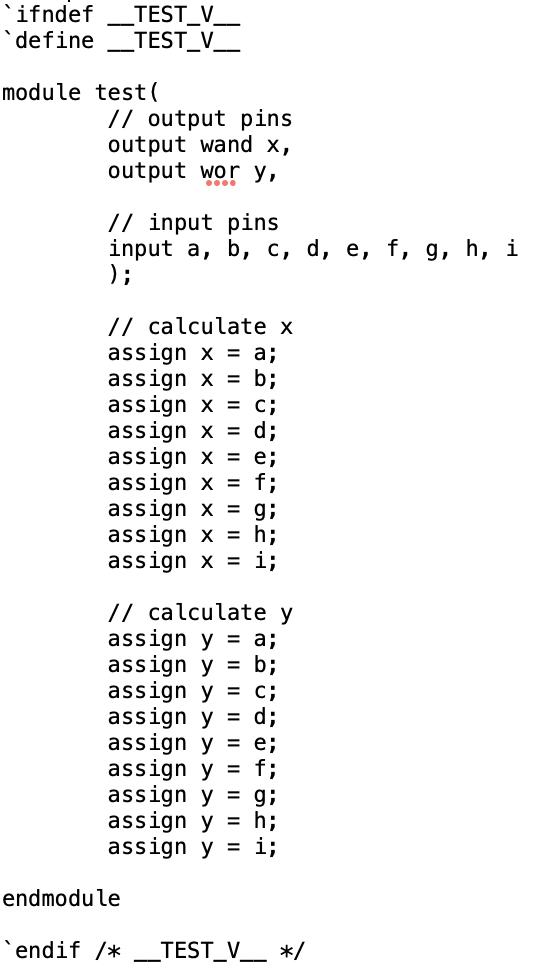 `ifndef __TEST_V__
`define __TEST_V__
module test(
// output pins
output wand x,
output wor y,
// input pins
input a, b, c, d, e, f, g, h, i
);
// calculate x
assign x = a;
assign x = b;
assign x = c;
assign x = d;
assign x = e;
assign x = f;
assign x = g;
assign x = h;
assign x = i;
// calculate y
assign y = a;
assign y = b;
assign y = c;
assign y = d;
assign y = e;
assign y = f;
assign y = g;
assign y = h;
assign y = i;
endmodule
`endif /* __TEST_V__ */